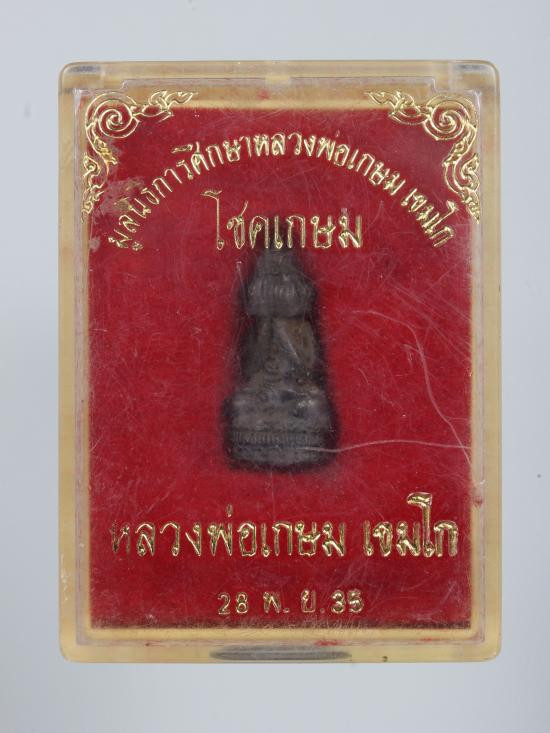 มูลนิธการศึกษาหลวงพ่อเกษม เขมโก
โชคเกษม
หลวงพ่อเกษม เขมโก
28 พ.ย.35